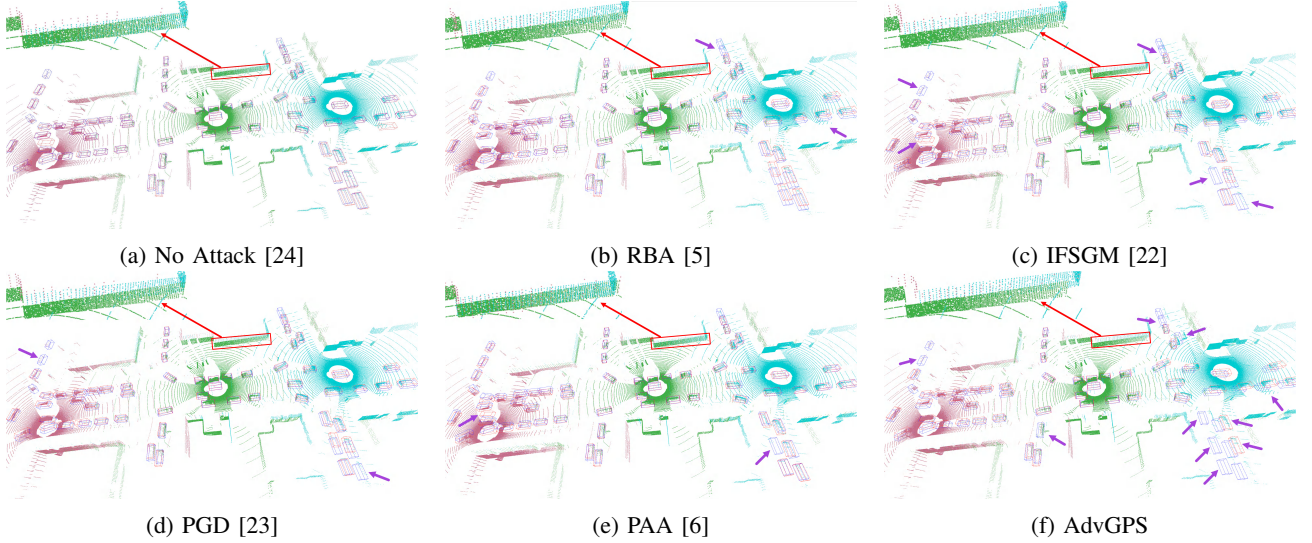 (a) No Attack [24]
(b) RBA [5]
(c) IFSGM [22]
(d) PGD [23]
(e) PAA [6]
(f) AdvGPS